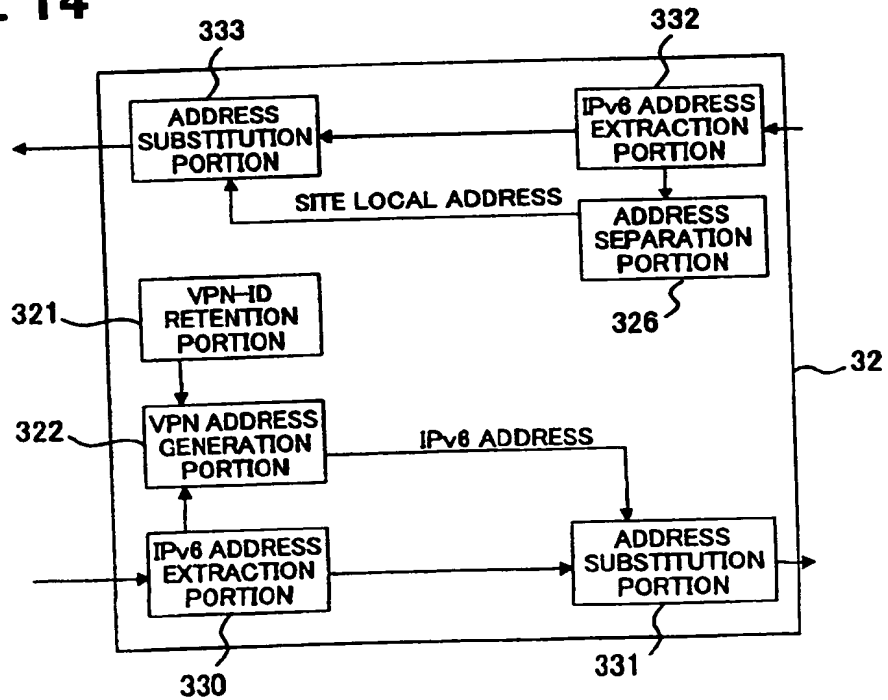 14
333
332
ADDRESS
SUBSTITUTION
PORTION
IPv6 ADDRESS
EXTRACTION
PORTION
SITE LOCAL ADDRESS
ADDRESS
SEPARATION
PORTION
326
321
VPN-ID
RETENTION
PORTION
32
322
VPN ADDRESS
GENERATION
PORTION
IPv6 ADDRESS
IPv6 ADDRESS
EXTRACTION
PORTION
ADDRESS
SUBSTITUTION
PORTION
330
331